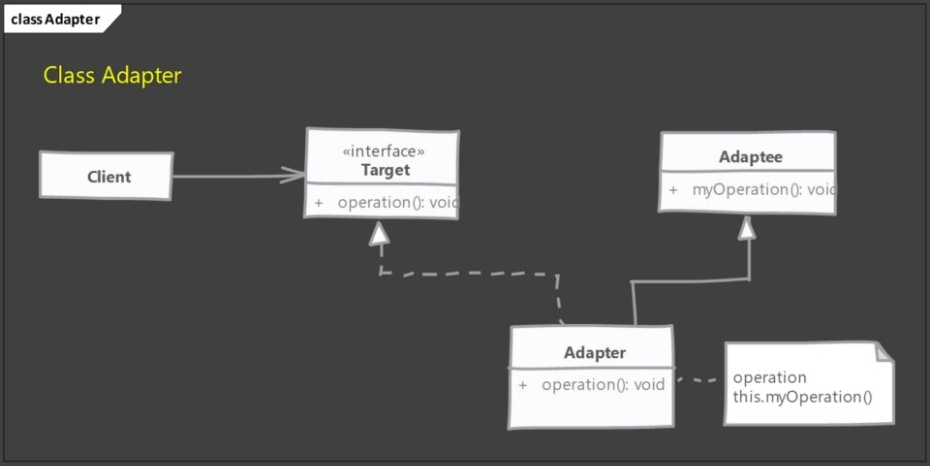 class Adapter
Class Adapter
Client
«interface»
Target
+ operation(): void
Adaptee
+ myOperation(): void
Adapter
+ operation(): void
operation
this.myOperation()